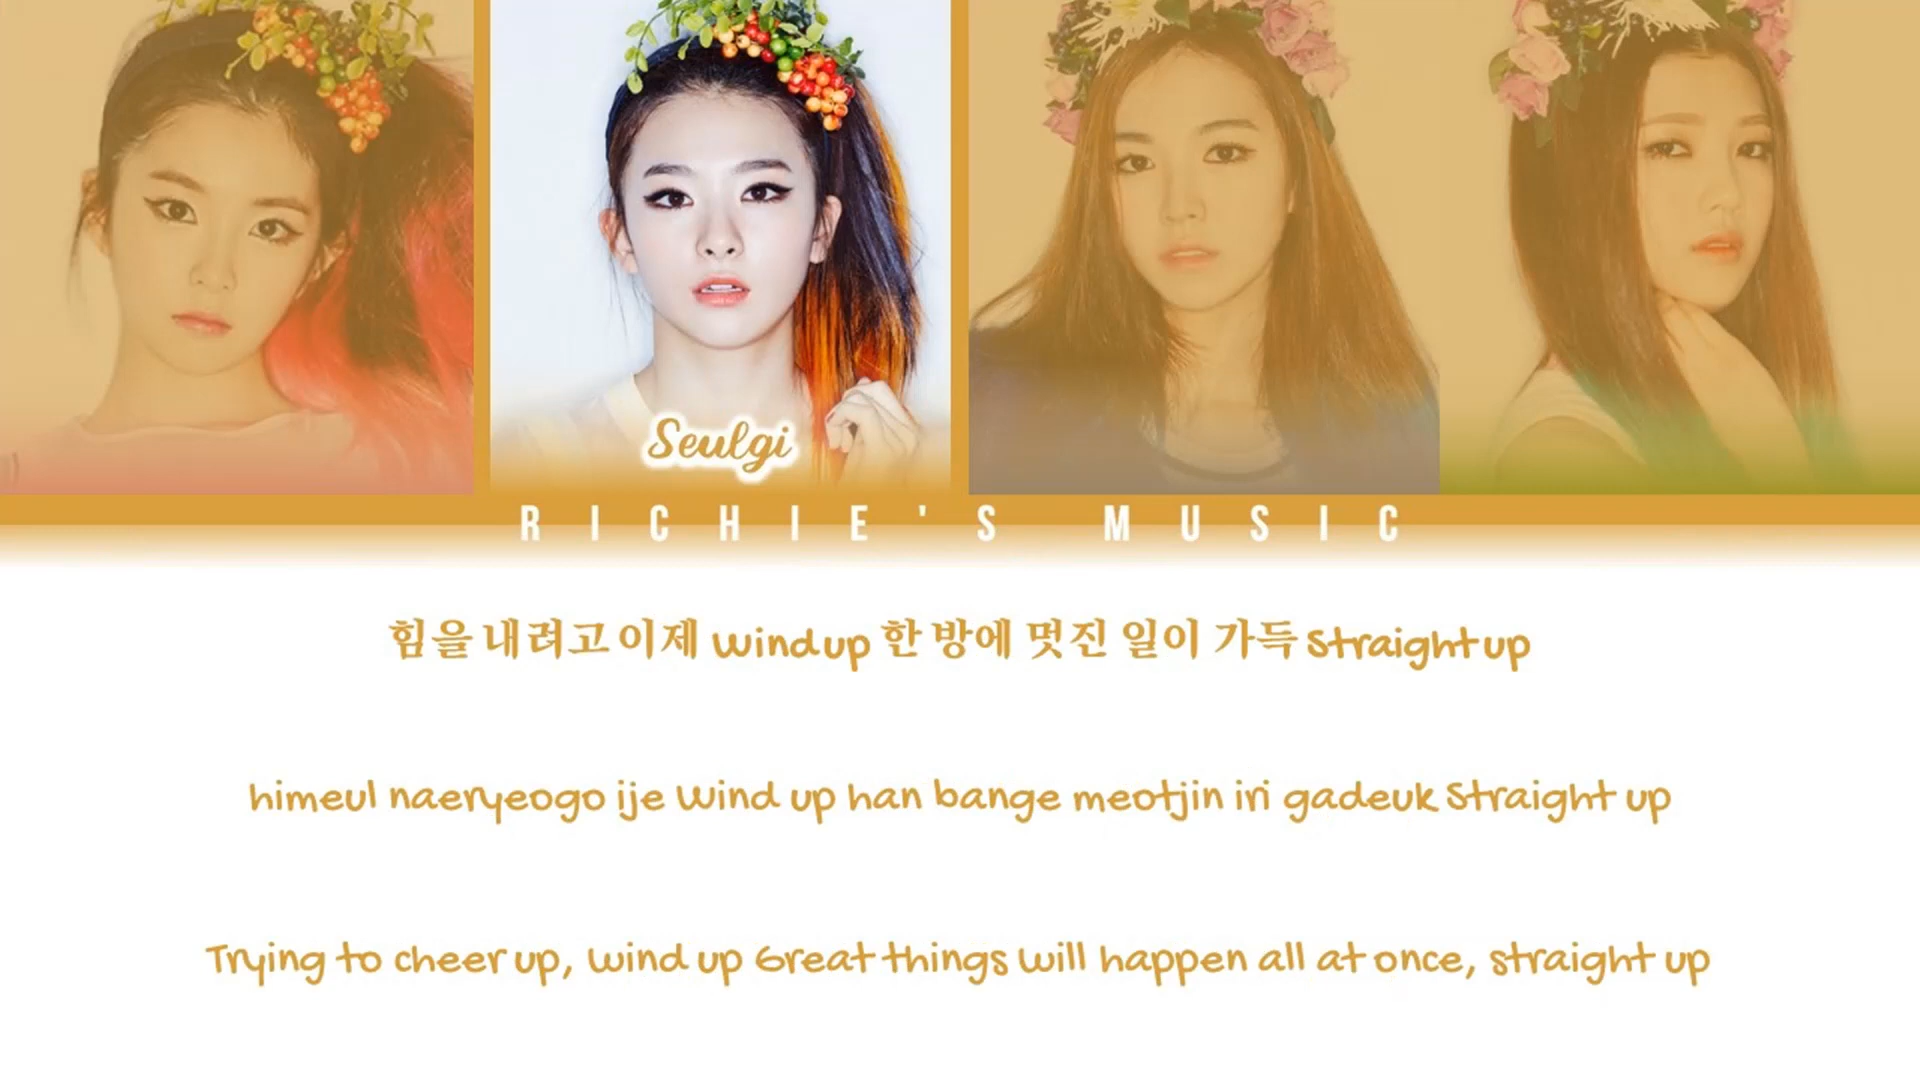 Seulgi
RICHIE'S MUSIC
힘을 내려고 이제 Wind up 한 방에 멋진 일이 가득 Straight up
himeul naeryeogo ije Wind up han bange meotjin iri gadeuk Straight up
Trying to cheer up, wind up Great things will happen all at once, straight up